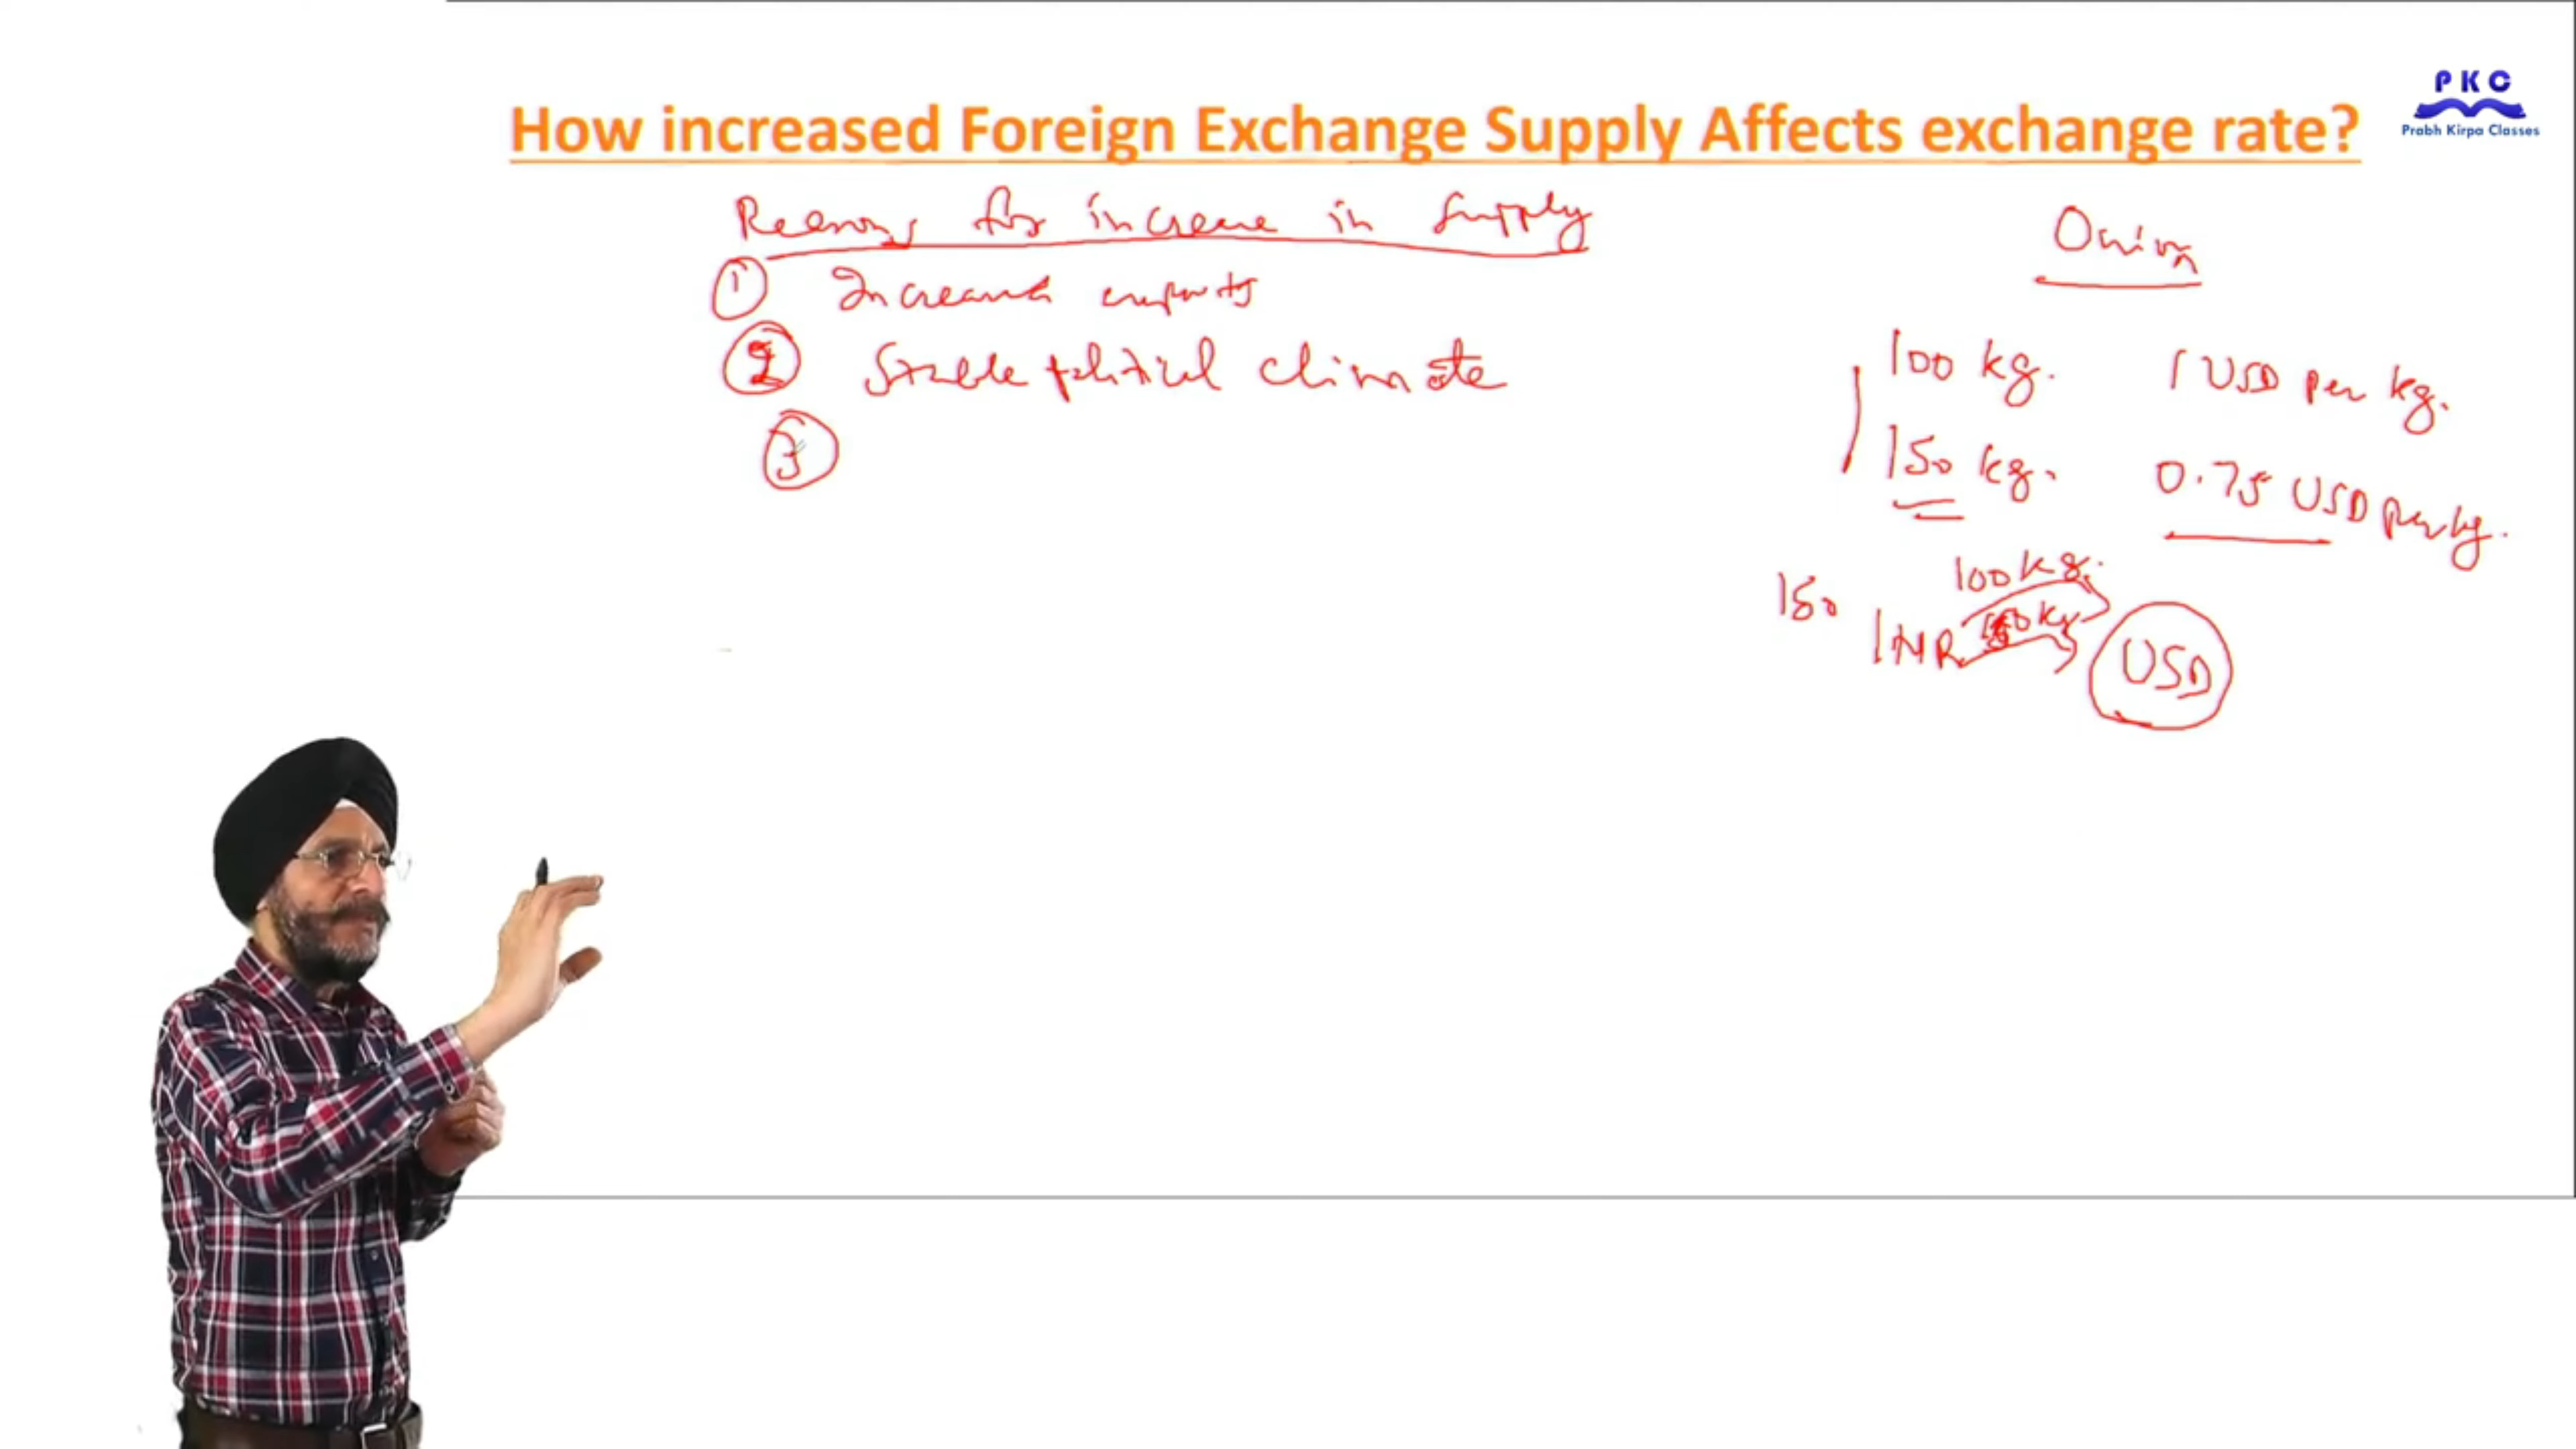 PKC
Prabh Kirpa Classes
How increased Foreign Exchange Supply Affects exchange rate?
Reasons for increase in Supply
① Increased exports
② Stable political climate
③
Onion
100 kg. 1 USD per kg.
150 kg. 0.75 USD per kg.
100 kg.
150
INR USD